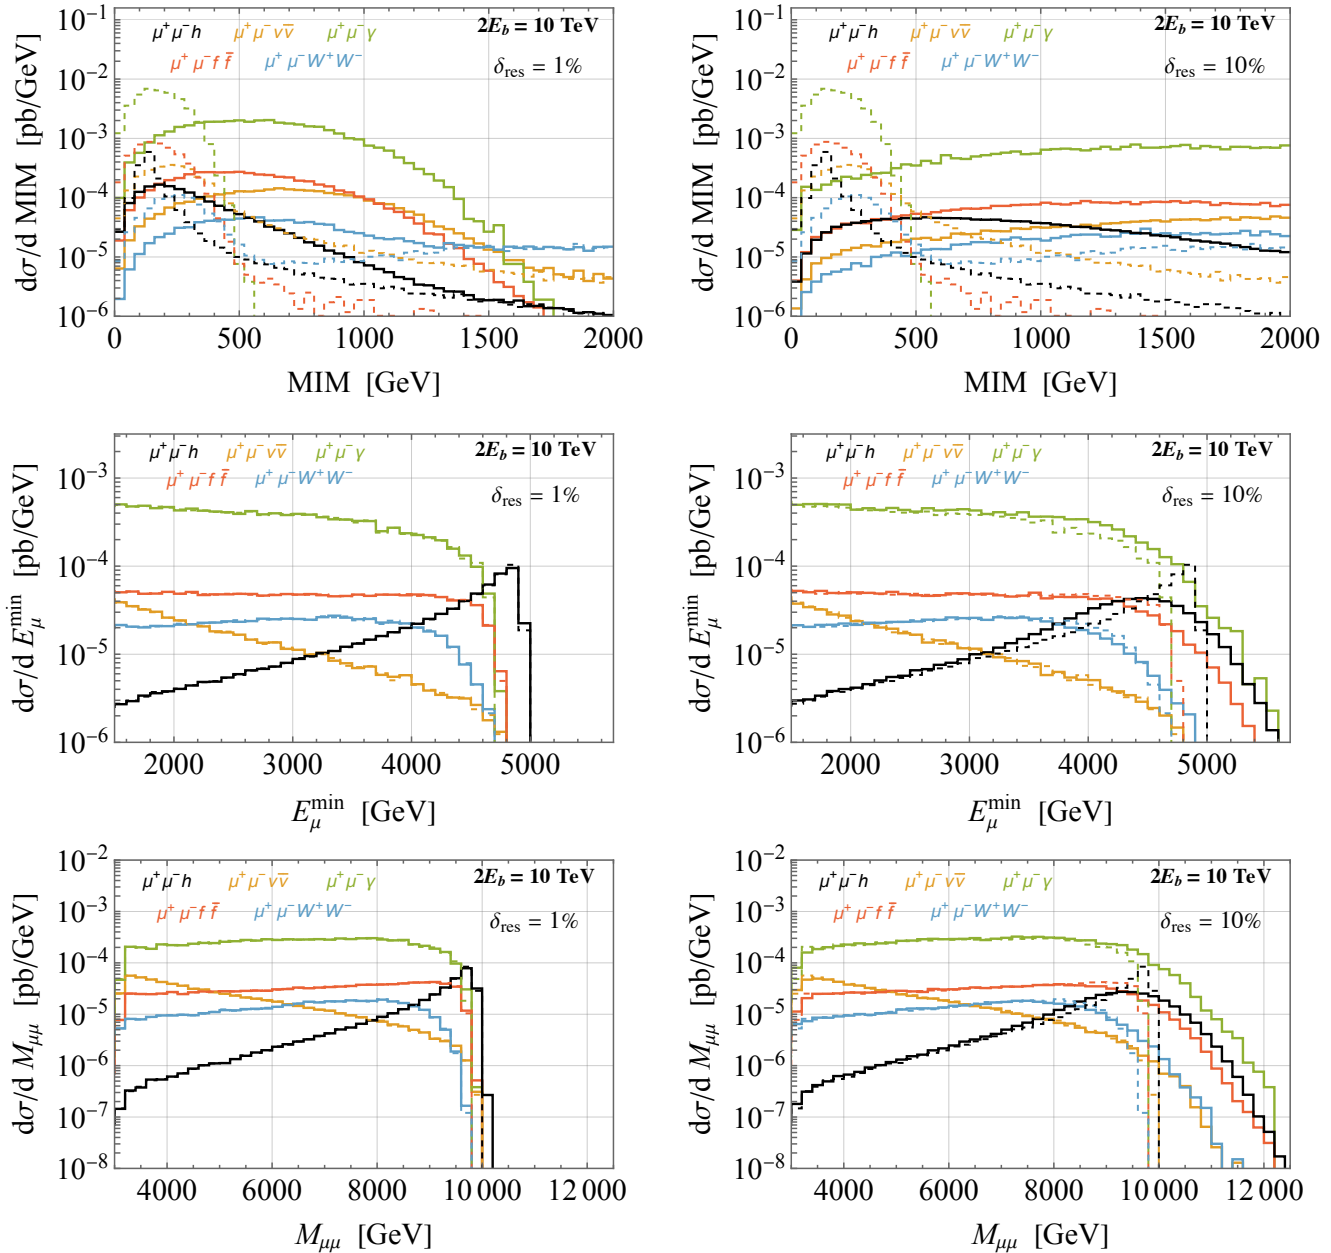 dσ/d MIM [pb/GeV]
10⁻¹
10⁻²
10⁻³
10⁻⁴
10⁻⁵
10⁻⁶
μ⁺μ⁻h μ⁺μ⁻νν̅ μ⁺μ⁻γ
2E_b = 10 TeV
μ⁺μ⁻f f̅ μ⁺μ⁻W⁺W⁻
δ_res = 1%
0 500 1000 1500 2000
MIM [GeV]
dσ/d MIM [pb/GeV]
10⁻¹
10⁻²
10⁻³
10⁻⁴
10⁻⁵
10⁻⁶
μ⁺μ⁻h μ⁺μ⁻νν̅ μ⁺μ⁻γ
2E_b = 10 TeV
μ⁺μ⁻f f̅ μ⁺μ⁻W⁺W⁻
δ_res = 10%
0 500 1000 1500 2000
MIM [GeV]
dσ/d E_μ^min [pb/GeV]
10⁻³
10⁻⁴
10⁻⁵
10⁻⁶
μ⁺μ⁻h μ⁺μ⁻νν̅ μ⁺μ⁻γ
2E_b = 10 TeV
μ⁺μ⁻f f̅ μ⁺μ⁻W⁺W⁻
δ_res = 1%
2000 3000 4000 5000
E_μ^min [GeV]
dσ/d E_μ^min [pb/GeV]
10⁻³
10⁻⁴
10⁻⁵
10⁻⁶
μ⁺μ⁻h μ⁺μ⁻νν̅ μ⁺μ⁻γ
2E_b = 10 TeV
μ⁺μ⁻f f̅ μ⁺μ⁻W⁺W⁻
δ_res = 10%
2000 3000 4000 5000
E_μ^min [GeV]
dσ/d M_μμ [pb/GeV]
10⁻²
10⁻³
10⁻⁴
10⁻⁵
10⁻⁶
10⁻⁷
10⁻⁸
μ⁺μ⁻h μ⁺μ⁻νν̅ μ⁺μ⁻γ
2E_b = 10 TeV
μ⁺μ⁻f f̅ μ⁺μ⁻W⁺W⁻
δ_res = 1%
4000 6000 8000 10 000 12 000
M_μμ [GeV]
dσ/d M_μμ [pb/GeV]
10⁻²
10⁻³
10⁻⁴
10⁻⁵
10⁻⁶
10⁻⁷
10⁻⁸
μ⁺μ⁻h μ⁺μ⁻νν̅ μ⁺μ⁻γ
2E_b = 10 TeV
μ⁺μ⁻f f̅ μ⁺μ⁻W⁺W⁻
δ_res = 10%
4000 6000 8000 10 000 12 000
M_μμ [GeV]